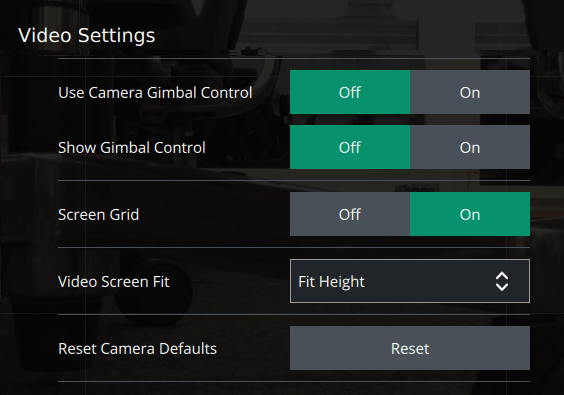 Video Settings
Use Camera Gimbal Control Off On
Show Gimbal Control Off On
Screen Grid Off On
Video Screen Fit Fit Height
Reset Camera Defaults Reset